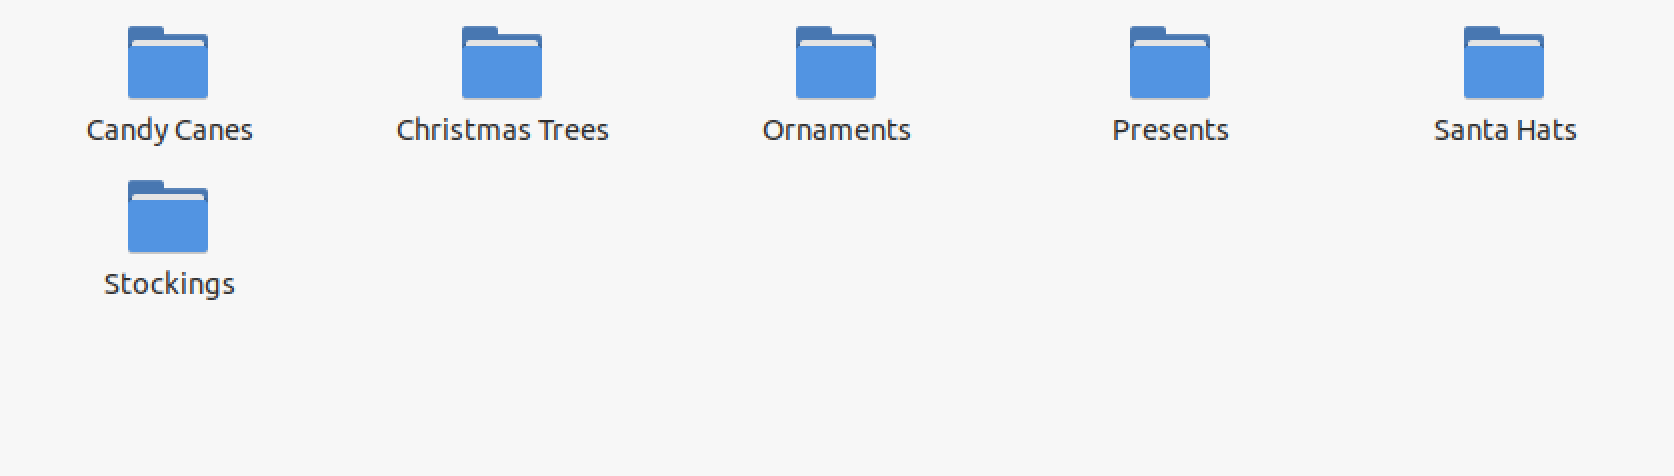 Candy Canes
Christmas Trees
Ornaments
Presents
Santa Hats
Stockings